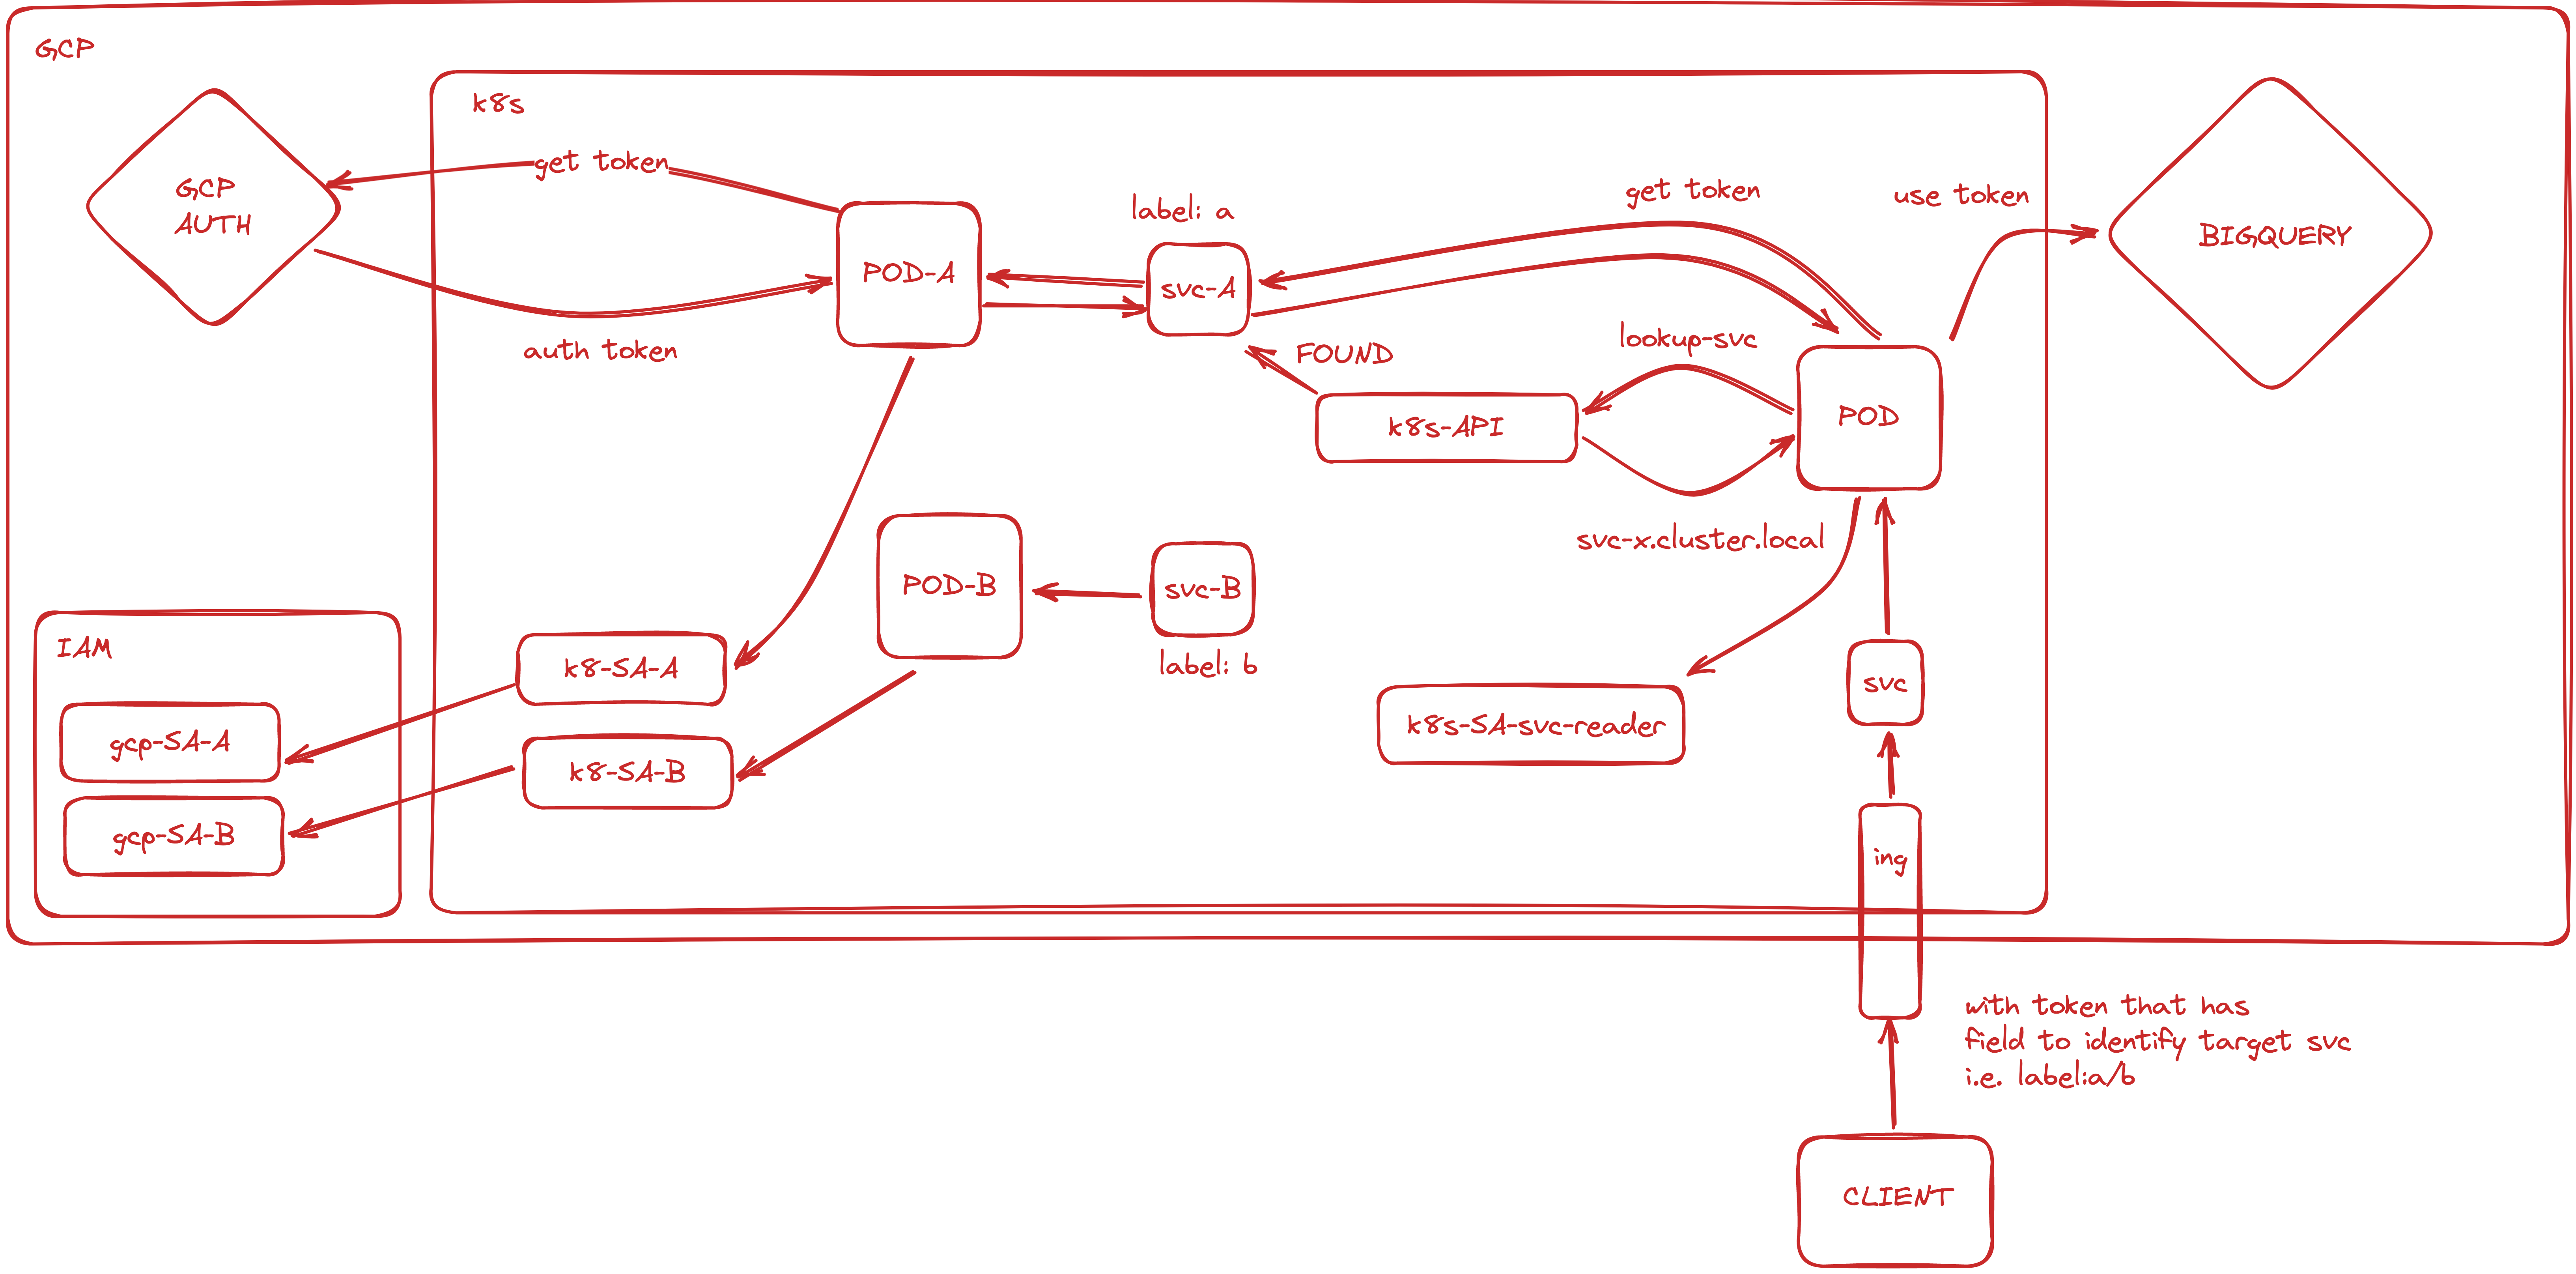 GCP
k8s
GCP
AUTH
get token
auth token
POD-A
label: a
svc-A
get token
use token
BIGQUERY
FOUND
lookup-svc
k8s-API
POD
svc-x.cluster.local
POD-B
svc-B
label: b
IAM
gcp-SA-A
gcp-SA-B
k8-SA-A
k8-SA-B
k8s-SA-svc-reader
svc
ing
with token that has
field to identify target svc
i.e. label:a/b
CLIENT